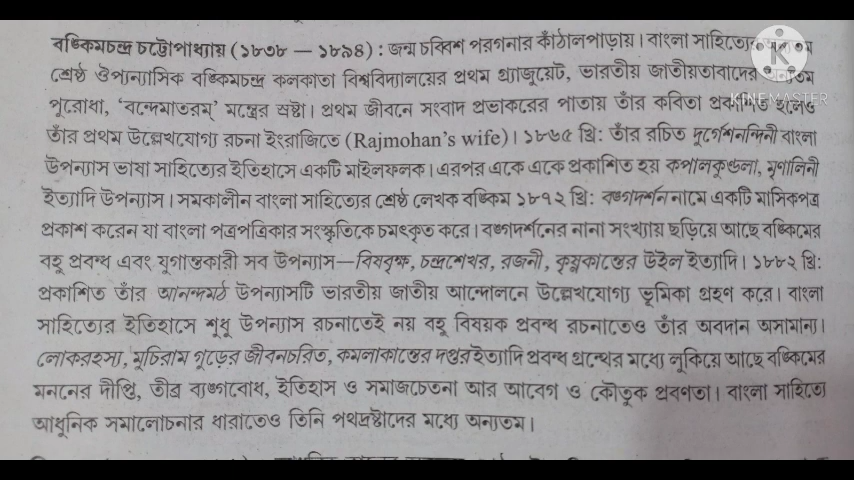 বঙ্কিমচন্দ্র চট্টোপাধ্যায় (১৮৩৮ — ১৮৯৪) : জন্ম চব্বিশ পরগনার কাঁঠালপাড়ায়। বাংলা সাহিত্যের অন্যতম
শ্রেষ্ঠ ঔপন্যাসিক বঙ্কিমচন্দ্র কলকাতা বিশ্ববিদ্যালয়ের প্রথম গ্র্যাজুয়েট, ভারতীয় জাতীয়তাবাদের অন্যতম
পুরোধা, 'বন্দেমাতরম্' মন্ত্রের স্রষ্টা। প্রথম জীবনে সংবাদ প্রভাকরের পাতায় তাঁর কবিতা প্রকাশিত হলেও
তাঁর প্রথম উল্লেখযোগ্য রচনা ইংরাজিতে (Rajmohan's wife)। ১৮৬৫ খ্রি: তাঁর রচিত দুর্গেশনন্দিনী বাংলা
উপন্যাস ভাষা সাহিত্যের ইতিহাসে একটি মাইলফলক। এরপর একে একে প্রকাশিত হয় কপালকুণ্ডলা, মৃণালিনী
ইত্যাদি উপন্যাস। সমকালীন বাংলা সাহিত্যের শ্রেষ্ঠ লেখক বঙ্কিম ১৮৭২ খ্রি: বঙ্গদর্শন নামে একটি মাসিকপত্র
প্রকাশ করেন যা বাংলা পত্রপত্রিকার সংস্কৃতিকে চমৎকৃত করে। বঙ্গদর্শনের নানা সংখ্যায় ছড়িয়ে আছে বঙ্কিমের
বহু প্রবন্ধ এবং যুগান্তকারী সব উপন্যাস—বিষবৃক্ষ, চন্দ্রশেখর, রজনী, কৃষ্ণকান্তের উইল ইত্যাদি। ১৮৮২ খ্রি:
প্রকাশিত তাঁর আনন্দমঠ উপন্যাসটি ভারতীয় জাতীয় আন্দোলনে উল্লেখযোগ্য ভূমিকা গ্রহণ করে। বাংলা
সাহিত্যের ইতিহাসে শুধু উপন্যাস রচনাতেই নয় বহু বিষয়ক প্রবন্ধ রচনাতেও তাঁর অবদান অসামান্য।
লোকরহস্য, মুচিরাম গুড়ের জীবনচরিত, কমলাকান্তের দপ্তর ইত্যাদি প্রবন্ধ গ্রন্থের মধ্যে লুকিয়ে আছে বঙ্কিমের
মননের দীপ্তি, তীব্র ব্যঙ্গবোধ, ইতিহাস ও সমাজচেতনা আর আবেগ ও কৌতুক প্রবণতা। বাংলা সাহিত্যে
আধুনিক সমালোচনার ধারাতেও তিনি পথদ্রষ্টাদের মধ্যে অন্যতম।
KINEMASTER